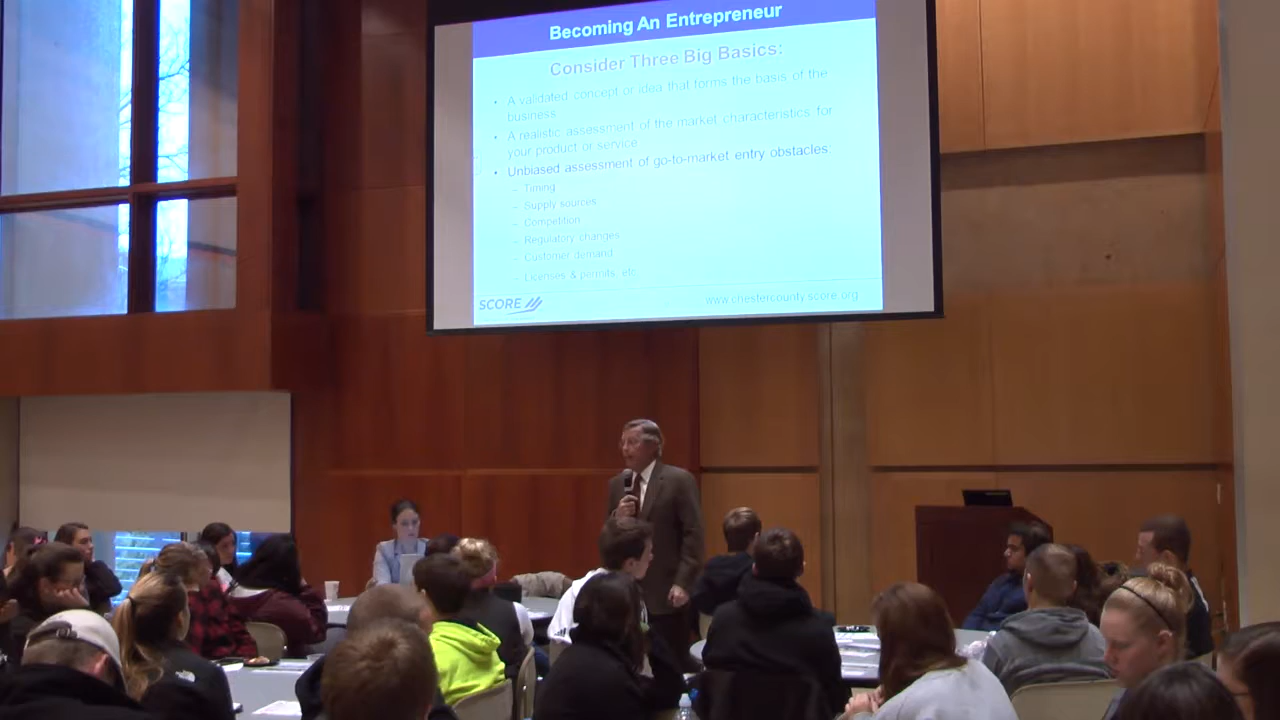 Becoming An Entrepreneur
Consider Three Big Basics:
• A validated concept or idea that forms the basis of the
business
• A realistic assessment of the market characteristics for
your product or service
• Unbiased assessment of go-to-market entry obstacles:
– Timing
– Supply sources
– Competition
– Regulatory changes
– Customer demand
– Licenses & permits, etc.
SCORE
www.chestercounty.score.org